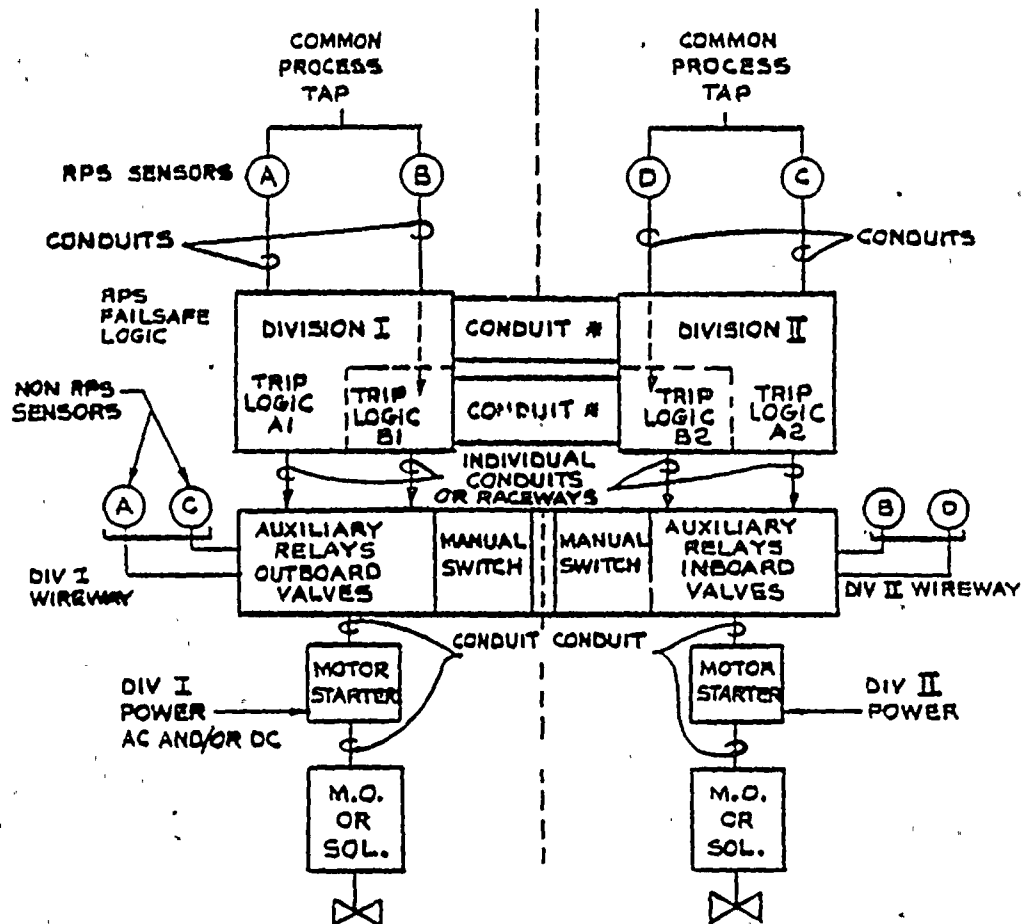 COMMON
PROCESS
TAP
COMMON
PROCESS
TAP
RPS SENSORS
A
B
D
C
CONDUITS
CONDUITS
RPS
FAILSAFE
LOGIC
DIVISION I
CONDUIT *
DIVISION II
TRIP
LOGIC
A1
TRIP
LOGIC
B1
CONDUIT *
TRIP
LOGIC
B2
TRIP
LOGIC
A2
NON RPS
SENSORS
INDIVIDUAL
CONDUITS
OR RACEWAYS
A
C
AUXILIARY
RELAYS
OUTBOARD
VALVES
MANUAL
SWITCH
MANUAL
SWITCH
AUXILIARY
RELAYS
INBOARD
VALVES
B
D
DIV I
WIREWAY
DIV II WIREWAY
CONDUIT
CONDUIT
MOTOR
STARTER
MOTOR
STARTER
DIV I
POWER
AC AND/OR DC
DIV II
POWER
M.O.
OR
SOL.
M.O.
OR
SOL.